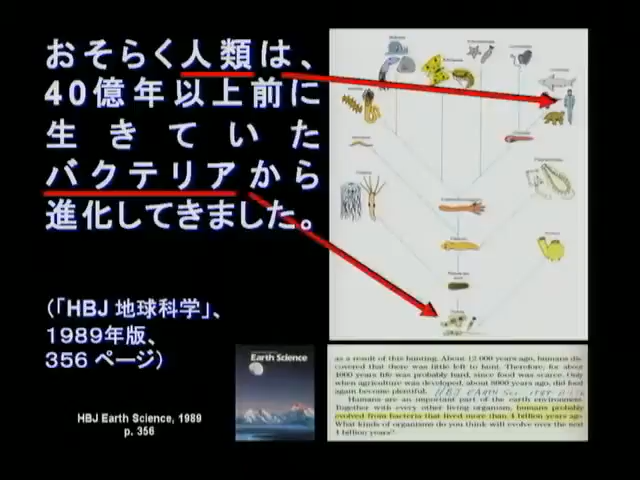 おそらく人類は、
40億年以上前に
生きていた
バクテリアから
進化してきました。
(「HBJ 地球科学」、
1989年版、
356 ページ)
HBJ Earth Science, 1989
p. 356
Earth Science
as a result of this hunting. About 12 000 years ago, humans dis-
covered that there was little left to hunt. Therefore, for about
4000 years life was probably hard, since food was scarce. Only
when agriculture was developed, about 8000 years ago, did food
again become plentiful. HBJ EARTH Sci 1989 P. 356
Humans are an important part of the earth environment.
Together with every other living organism, humans probably
evolved from bacteria that lived more than 4 billion years ago.
What kinds of organisms do you think will evolve over the next
4 billion years?